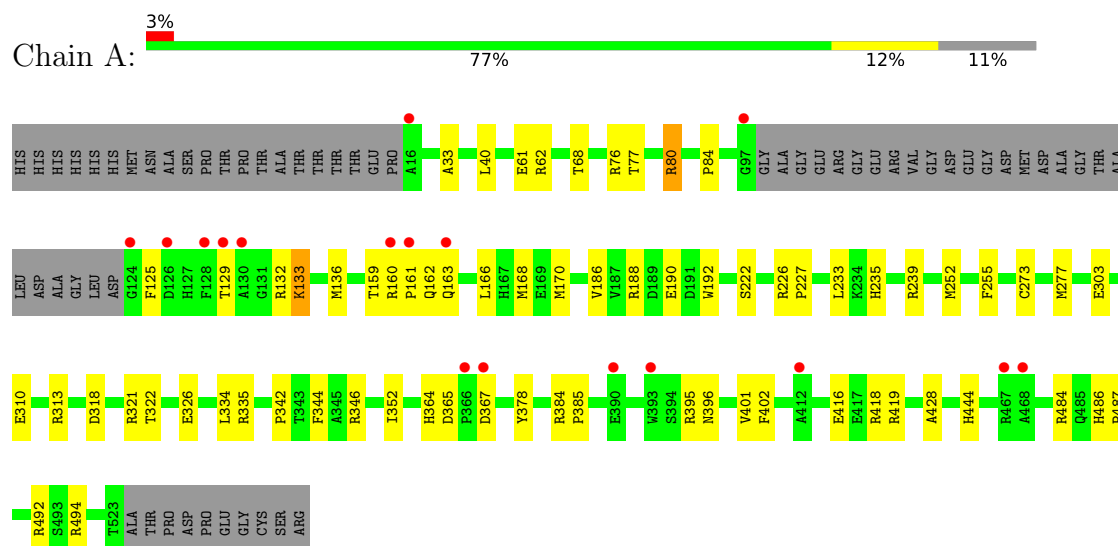 3%
Chain A:
77% 12% 11%
HIS HIS HIS HIS HIS HIS MET ASN ALA SER PRO THR PRO THR ALA THR THR THR THR GLU PRO A16 A33 L40 E61 R62 T68 R76 T77 R80 P84 G97 GLY ALA GLY GLU ARG GLY GLU ARG VAL GLY ASP GLU GLY ASP MET ASP ALA GLY THR ALA
LEU ASP ALA GLY LEU ASP G124 F125 D126 H127 F128 T129 A130 G131 R132 K133 M136 T159 R160 P161 Q162 Q163 L166 H167 M168 E169 M170 V186 V187 R188 D189 E190 D191 W192 S222 R226 P227 L233 K234 H235 R239 M252 F255 C273 M277 E303
E310 R313 D318 R321 T322 E326 L334 R335 P342 T343 F344 A345 R346 I352 H364 D365 P366 D367 Y378 R384 P385 E390 W393 S394 R395 N396 V401 F402 A412 E416 E417 R418 R419 A428 H444 R467 A468 R484 Q485 H486
R492 S493 R494 T523 ALA THR PRO ASP PRO GLU GLY CYS SER ARG